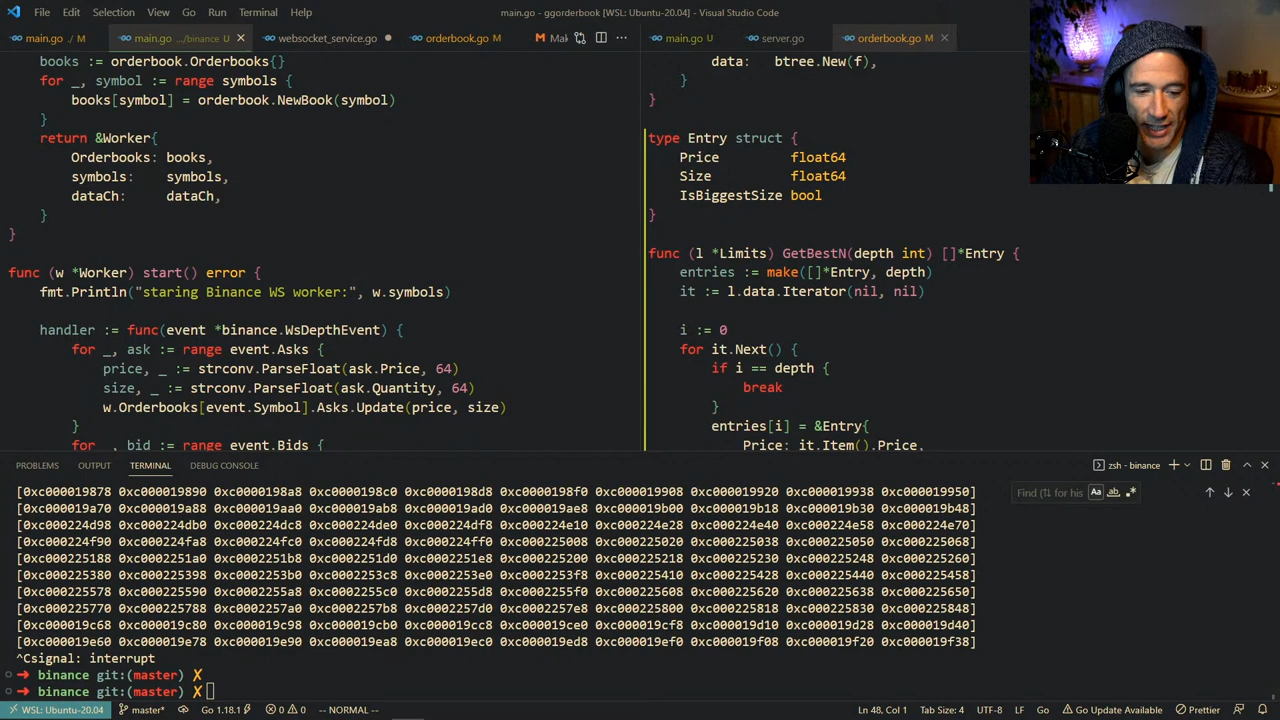 File Edit Selection View Go Run Terminal Help
main.go - ggorderbook [WSL: Ubuntu-20.04] - Visual Studio Code
main.go ./ M
main.go .../binance U
websocket_service.go
orderbook.go M
Mal
main.go U
server.go
orderbook.go M
books := orderbook.Orderbooks{}
for _, symbol := range symbols {
books[symbol] = orderbook.NewBook(symbol)
}
return &Worker{
Orderbooks: books,
symbols: symbols,
dataCh: dataCh,
}
}
func (w *Worker) start() error {
fmt.Println("staring Binance WS worker:", w.symbols)
handler := func(event *binance.WsDepthEvent) {
for _, ask := range event.Asks {
price, _ := strconv.ParseFloat(ask.Price, 64)
size, _ := strconv.ParseFloat(ask.Quantity, 64)
w.Orderbooks[event.Symbol].Asks.Update(price, size)
}
for _, bid := range event.Bids {
data: btree.New(f),
}
}
type Entry struct {
Price float64
Size float64
IsBiggestSize bool
}
func (l *Limits) GetBestN(depth int) []*Entry {
entries := make([]*Entry, depth)
it := l.data.Iterator(nil, nil)
i := 0
for it.Next() {
if i == depth {
break
}
entries[i] = &Entry{
Price: it.Item().Price,
PROBLEMS OUTPUT TERMINAL DEBUG CONSOLE
zsh - binance
Find (⇅ for his
Aa ab .*
[0xc000019878 0xc000019890 0xc0000198a8 0xc0000198c0 0xc0000198d8 0xc0000198f0 0xc000019908 0xc000019920 0xc000019938 0xc000019950]
[0xc000019a70 0xc000019a88 0xc000019aa0 0xc000019ab8 0xc000019ad0 0xc000019ae8 0xc000019b00 0xc000019b18 0xc000019b30 0xc000019b48]
[0xc000224d98 0xc000224db0 0xc000224dc8 0xc000224de0 0xc000224df8 0xc000224e10 0xc000224e28 0xc000224e40 0xc000224e58 0xc000224e70]
[0xc000224f90 0xc000224fa8 0xc000224fc0 0xc000224fd8 0xc000224ff0 0xc000225008 0xc000225020 0xc000225038 0xc000225050 0xc000225068]
[0xc000225188 0xc0002251a0 0xc0002251b8 0xc0002251d0 0xc0002251e8 0xc000225200 0xc000225218 0xc000225230 0xc000225248 0xc000225260]
[0xc000225380 0xc000225398 0xc0002253b0 0xc0002253c8 0xc0002253e0 0xc0002253f8 0xc000225410 0xc000225428 0xc000225440 0xc000225458]
[0xc000225578 0xc000225590 0xc0002255a8 0xc0002255c0 0xc0002255d8 0xc0002255f0 0xc000225608 0xc000225620 0xc000225638 0xc000225650]
[0xc000225770 0xc000225788 0xc0002257a0 0xc0002257b8 0xc0002257d0 0xc0002257e8 0xc000225800 0xc000225818 0xc000225830 0xc000225848]
[0xc000019c68 0xc000019c80 0xc000019c98 0xc000019cb0 0xc000019cc8 0xc000019ce0 0xc000019cf8 0xc000019d10 0xc000019d28 0xc000019d40]
[0xc000019e60 0xc000019e78 0xc000019e90 0xc000019ea8 0xc000019ec0 0xc000019ed8 0xc000019ef0 0xc000019f08 0xc000019f20 0xc000019f38]
^Csignal: interrupt
➜ binance git:(master) ✗
➜ binance git:(master) ✗
WSL: Ubuntu-20.04 master* Go 1.18.1 0 0 -- NORMAL -- Ln 48, Col 1 Tab Size: 4 UTF-8 LF Go Go Update Available Prettier